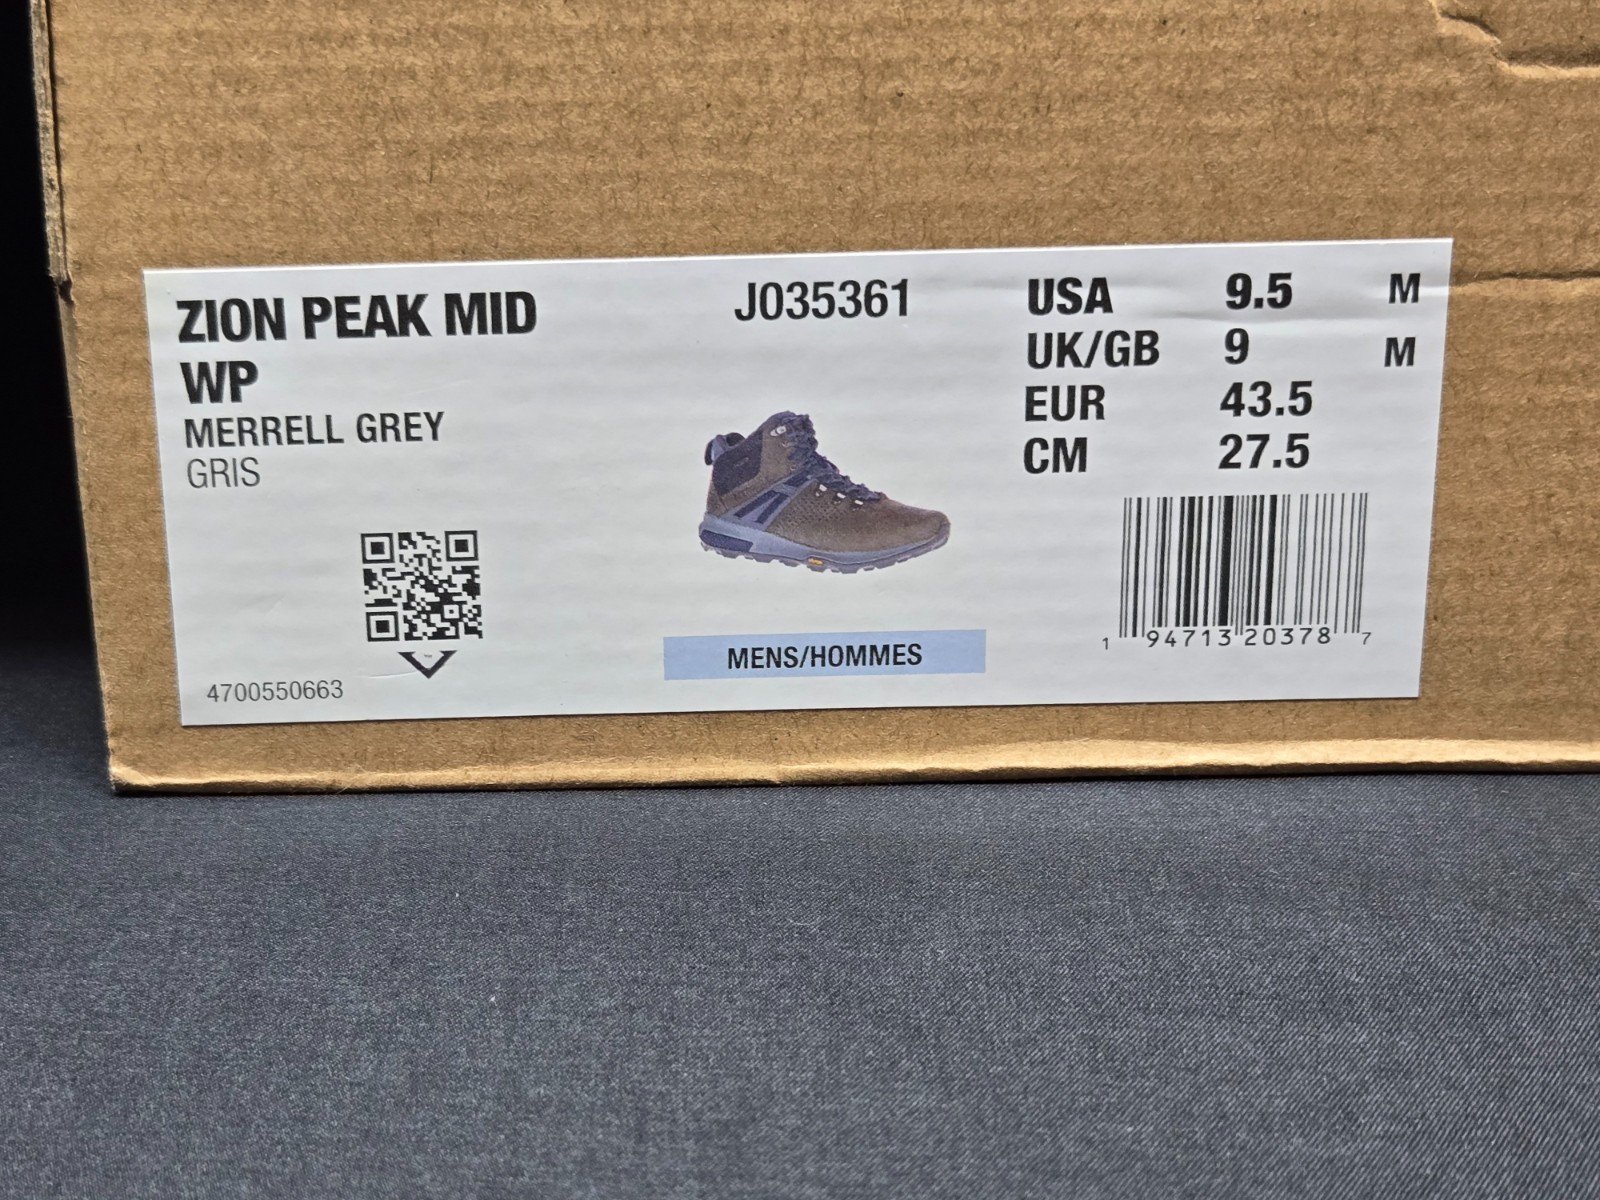 ZION PEAK MID
WP
MERRELL GREY
GRIS
4700550663
J035361
MENS/HOMMES
USA 9.5 M
UK/GB 9 M
EUR 43.5
CM 27.5
1 94713 20378 7